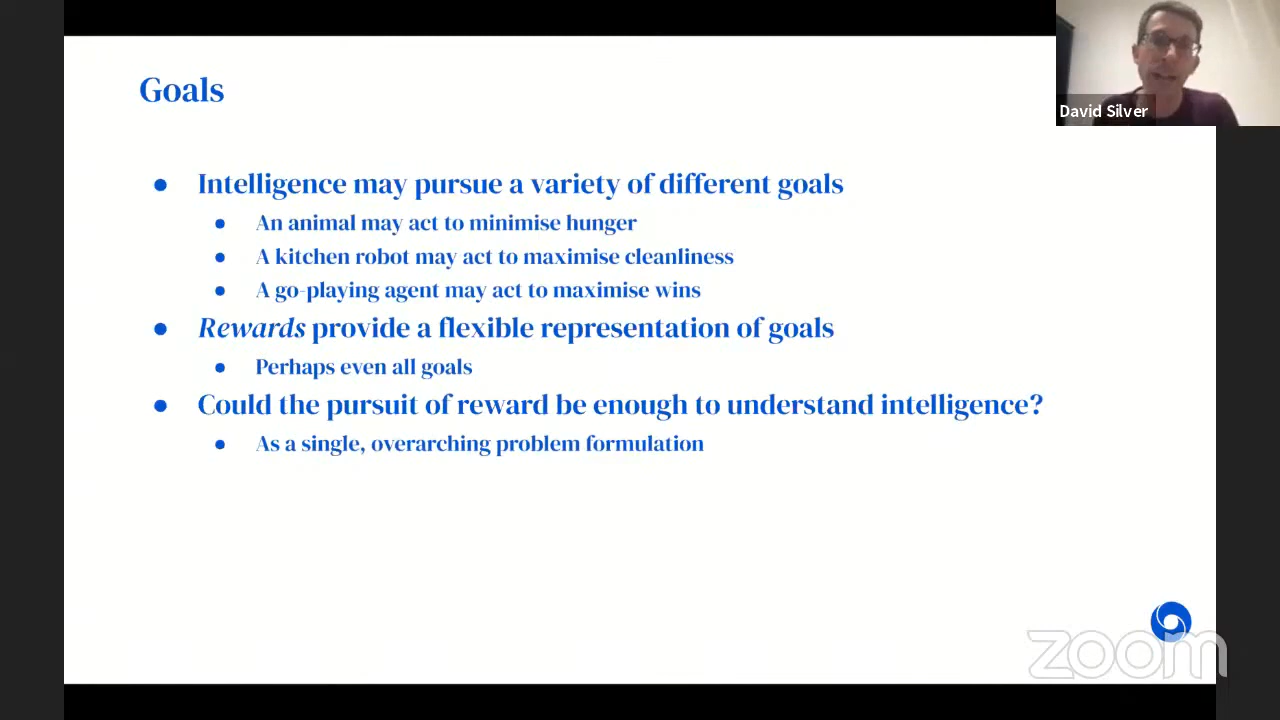 Goals
David Silver
● Intelligence may pursue a variety of different goals
● An animal may act to minimise hunger
● A kitchen robot may act to maximise cleanliness
● A go-playing agent may act to maximise wins
● Rewards provide a flexible representation of goals
● Perhaps even all goals
● Could the pursuit of reward be enough to understand intelligence?
● As a single, overarching problem formulation
zoom